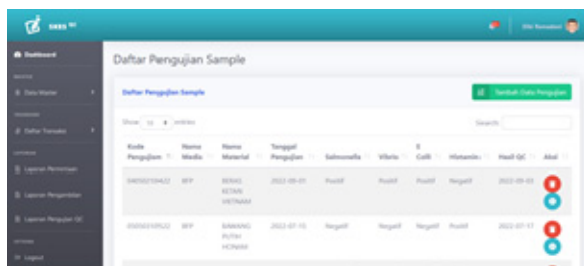 Dashboard
Data Master
Daftar Transaksi
Laporan Permintaan
Laporan Pengambilan
Laporan Pengujian QC
Logout
Daftar Pengujian Sample
Daftar Pengujian Sample
Tambah Data Pengujian
Show 10 entries
Search:
Kode Nama Nama Tanggal E
Pengujian Media Material Pengujian Salmonella Vibrio Colli Histamin Hasil QC Aksi
BFP BERAS 2022-09-01 Positif Positif Positif Negatif 2022-09-03
KETAN
VIETNAM
BFP BAWANG 2022-07-15 Negatif Negatif Negatif Positif 2022-07-17
PUTIH
HONAM